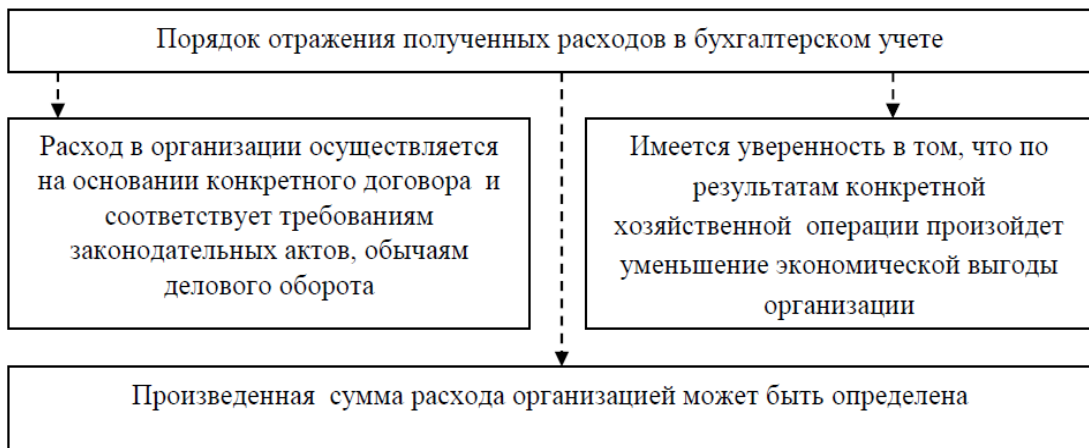 Порядок отражения полученных расходов в бухгалтерском учете
Расход в организации осуществляется
на основании конкретного договора и
соответствует требованиям
законодательных актов, обычаям
делового оборота
Имеется уверенность в том, что по
результатам конкретной
хозяйственной операции произойдет
уменьшение экономической выгоды
организации
Произведенная сумма расхода организацией может быть определена